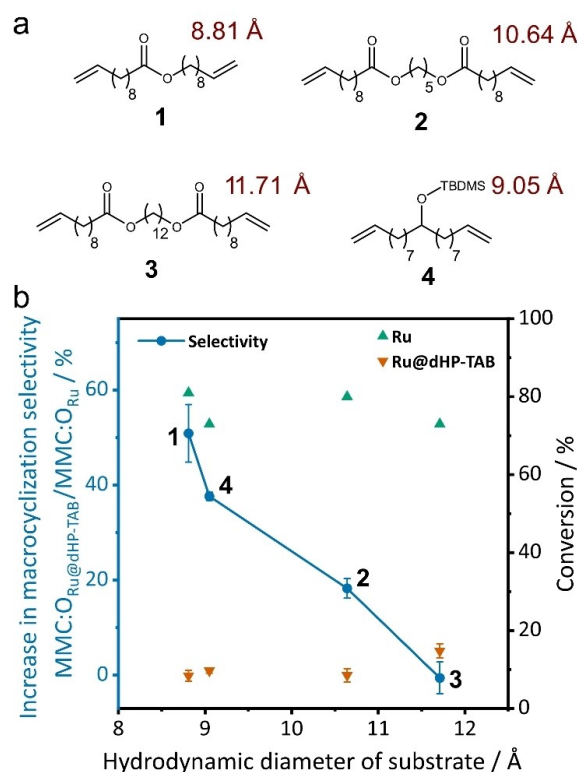 a
8.81 Å
O
O
8
8
1
10.64 Å
O
O
O
O
8
5
8
2
11.71 Å
O
O
O
O
8
12
8
3
9.05 Å
O
TBDMS
7
7
4
b
Increase in macrocyclization selectivity
MMC:O_Ru@dHP-TAB/MMC:O_Ru / %
60
40
20
0
Selectivity
Ru
Ru@dHP-TAB
1
4
2
3
100
80
60
40
20
0
Conversion / %
8
9
10
11
12
Hydrodynamic diameter of substrate / Å